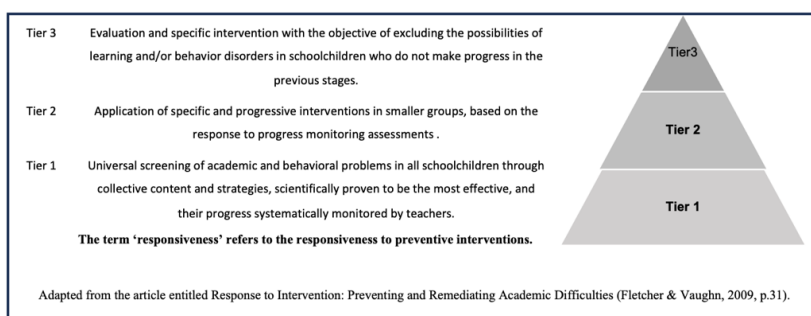 Tier 3 Evaluation and specific intervention with the objective of excluding the possibilities of
learning and/or behavior disorders in schoolchildren who do not make progress in the
previous stages.
Tier 2 Application of specific and progressive interventions in smaller groups, based on the
response to progress monitoring assessments .
Tier 1 Universal screening of academic and behavioral problems in all schoolchildren through
collective content and strategies, scientifically proven to be the most effective, and
their progress systematically monitored by teachers.
The term ‘responsiveness’ refers to the responsiveness to preventive interventions.
Tier3
Tier 2
Tier 1
Adapted from the article entitled Response to Intervention: Preventing and Remediating Academic Difficulties (Fletcher & Vaughn, 2009, p.31).